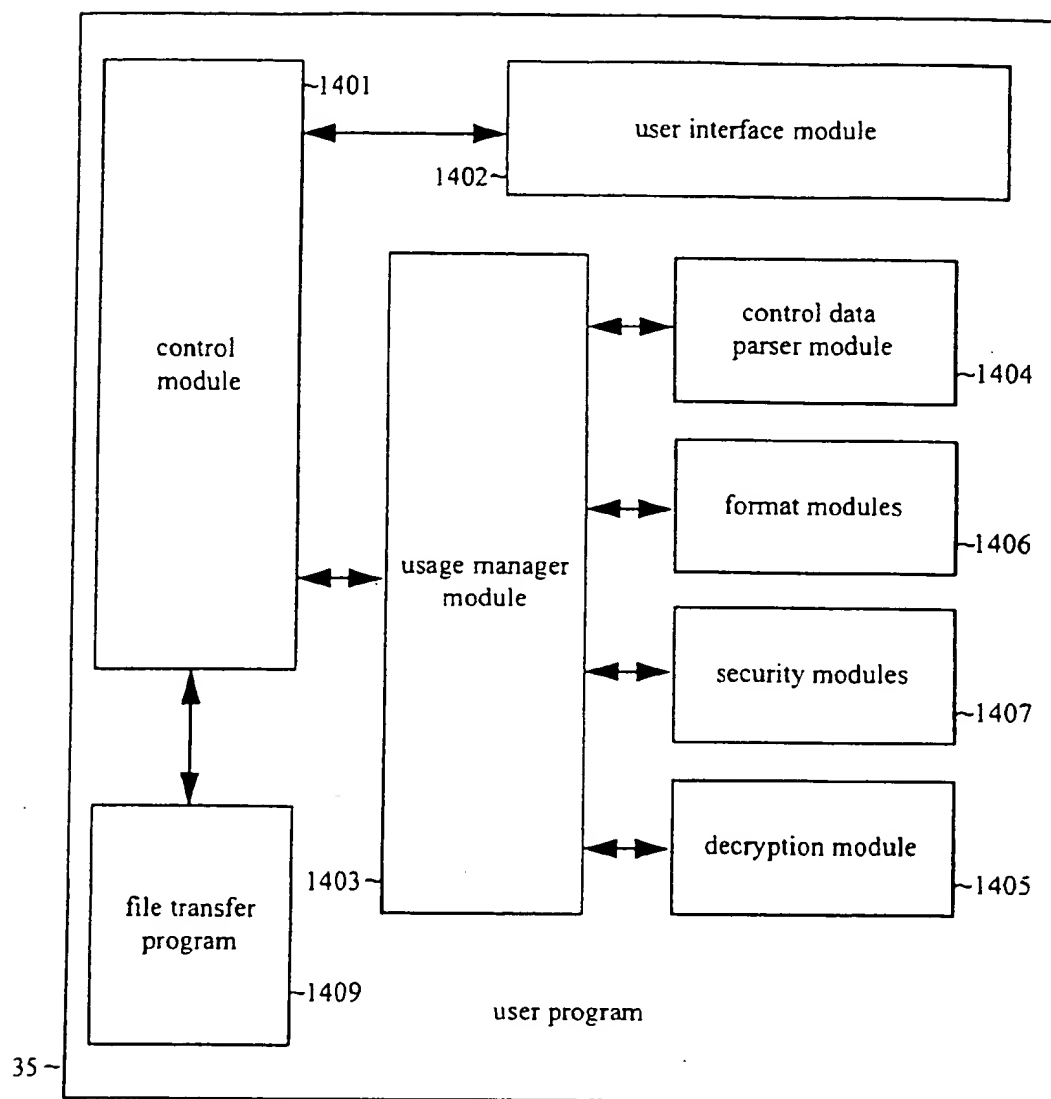 1401
user interface module
1402
control
module
control data
parser module
1404
format modules
1406
usage manager
module
security modules
1407
decryption module
1405
1403
file transfer
program
1409
user program
35